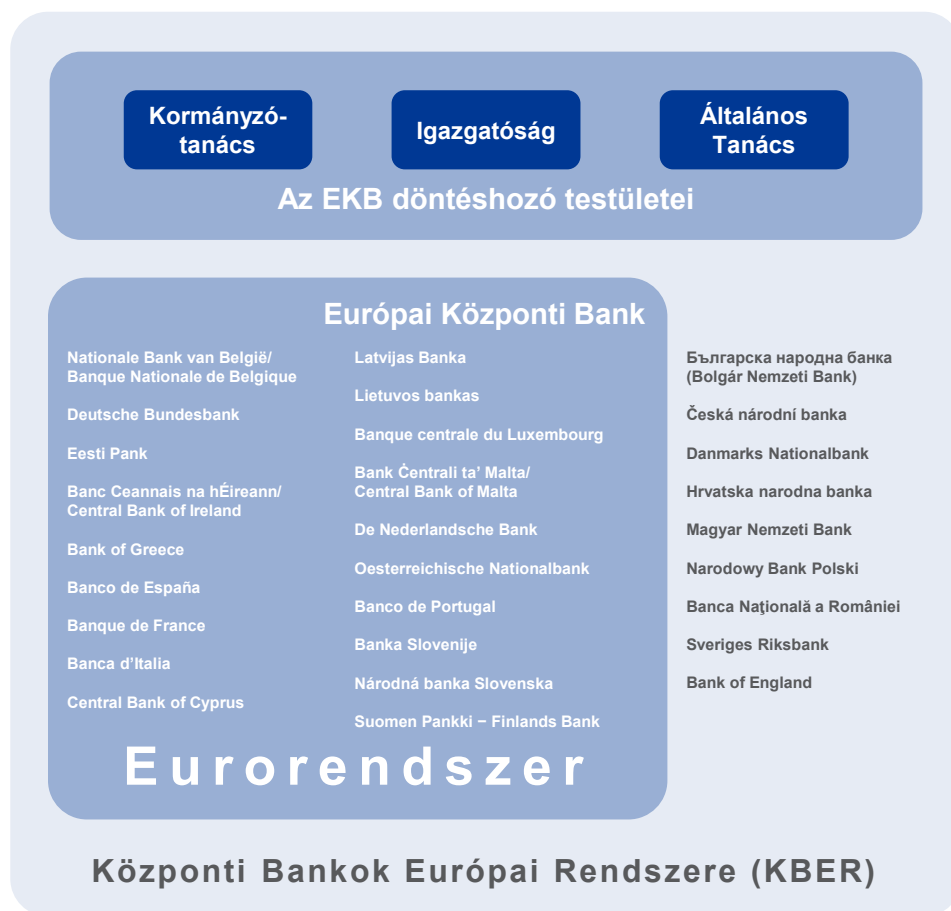 Kormányzó-
tanács
Igazgatóság
Általános
Tanács
Az EKB döntéshozó testületei
Európai Központi Bank
Nationale Bank van België/
Banque Nationale de Belgique
Deutsche Bundesbank
Eesti Pank
Banc Ceannais na hÉireann/
Central Bank of Ireland
Bank of Greece
Banco de España
Banque de France
Banca d’Italia
Central Bank of Cyprus
Latvijas Banka
Lietuvos bankas
Banque centrale du Luxembourg
Bank Ċentrali ta’ Malta/
Central Bank of Malta
De Nederlandsche Bank
Oesterreichische Nationalbank
Banco de Portugal
Banka Slovenije
Národná banka Slovenska
Suomen Pankki − Finlands Bank
Eurorendszer
Българска народна банка
(Bolgár Nemzeti Bank)
Česká národní banka
Danmarks Nationalbank
Hrvatska narodna banka
Magyar Nemzeti Bank
Narodowy Bank Polski
Banca Naţională a României
Sveriges Riksbank
Bank of England
Központi Bankok Európai Rendszere (KBER)